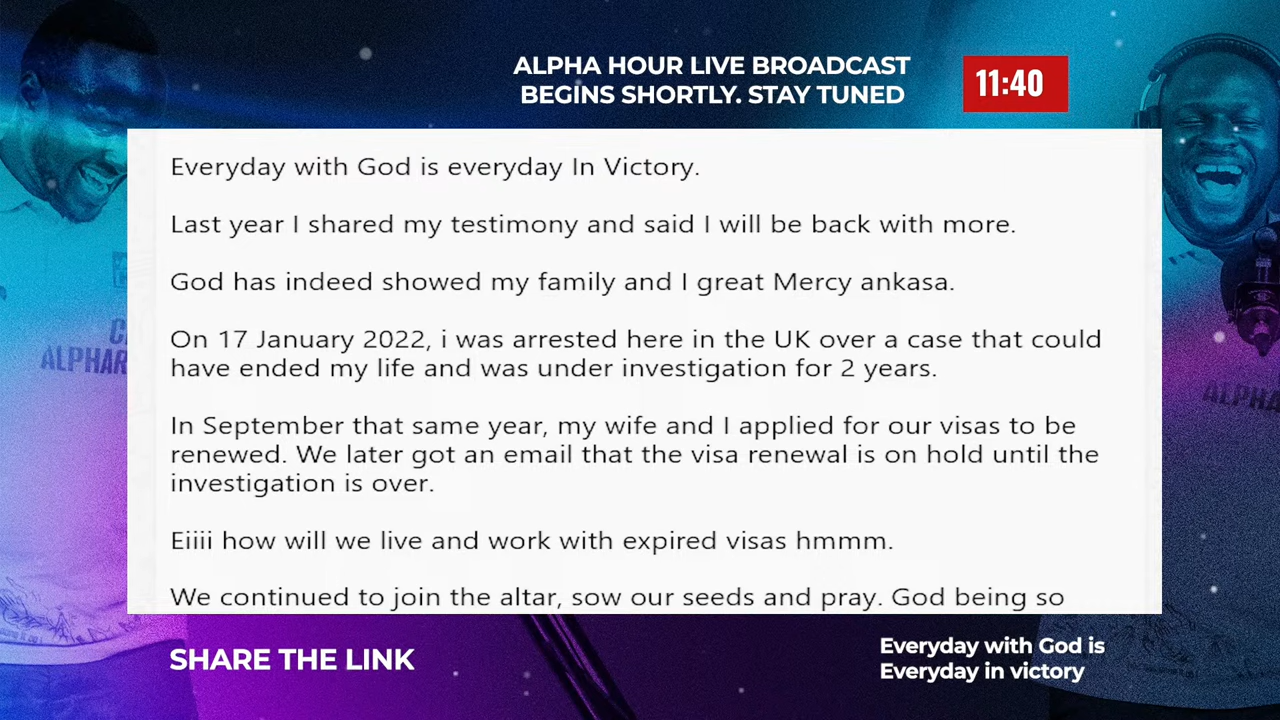 ALPHA HOUR LIVE BROADCAST
BEGINS SHORTLY. STAY TUNED
11:40
Everyday with God is everyday In Victory.
Last year I shared my testimony and said I will be back with more.
God has indeed showed my family and I great Mercy ankasa.
On 17 January 2022, i was arrested here in the UK over a case that could
have ended my life and was under investigation for 2 years.
In September that same year, my wife and I applied for our visas to be
renewed. We later got an email that the visa renewal is on hold until the
investigation is over.
Eiiii how will we live and work with expired visas hmmm.
We continued to join the altar, sow our seeds and pray. God being so
SHARE THE LINK
Everyday with God is
Everyday in victory